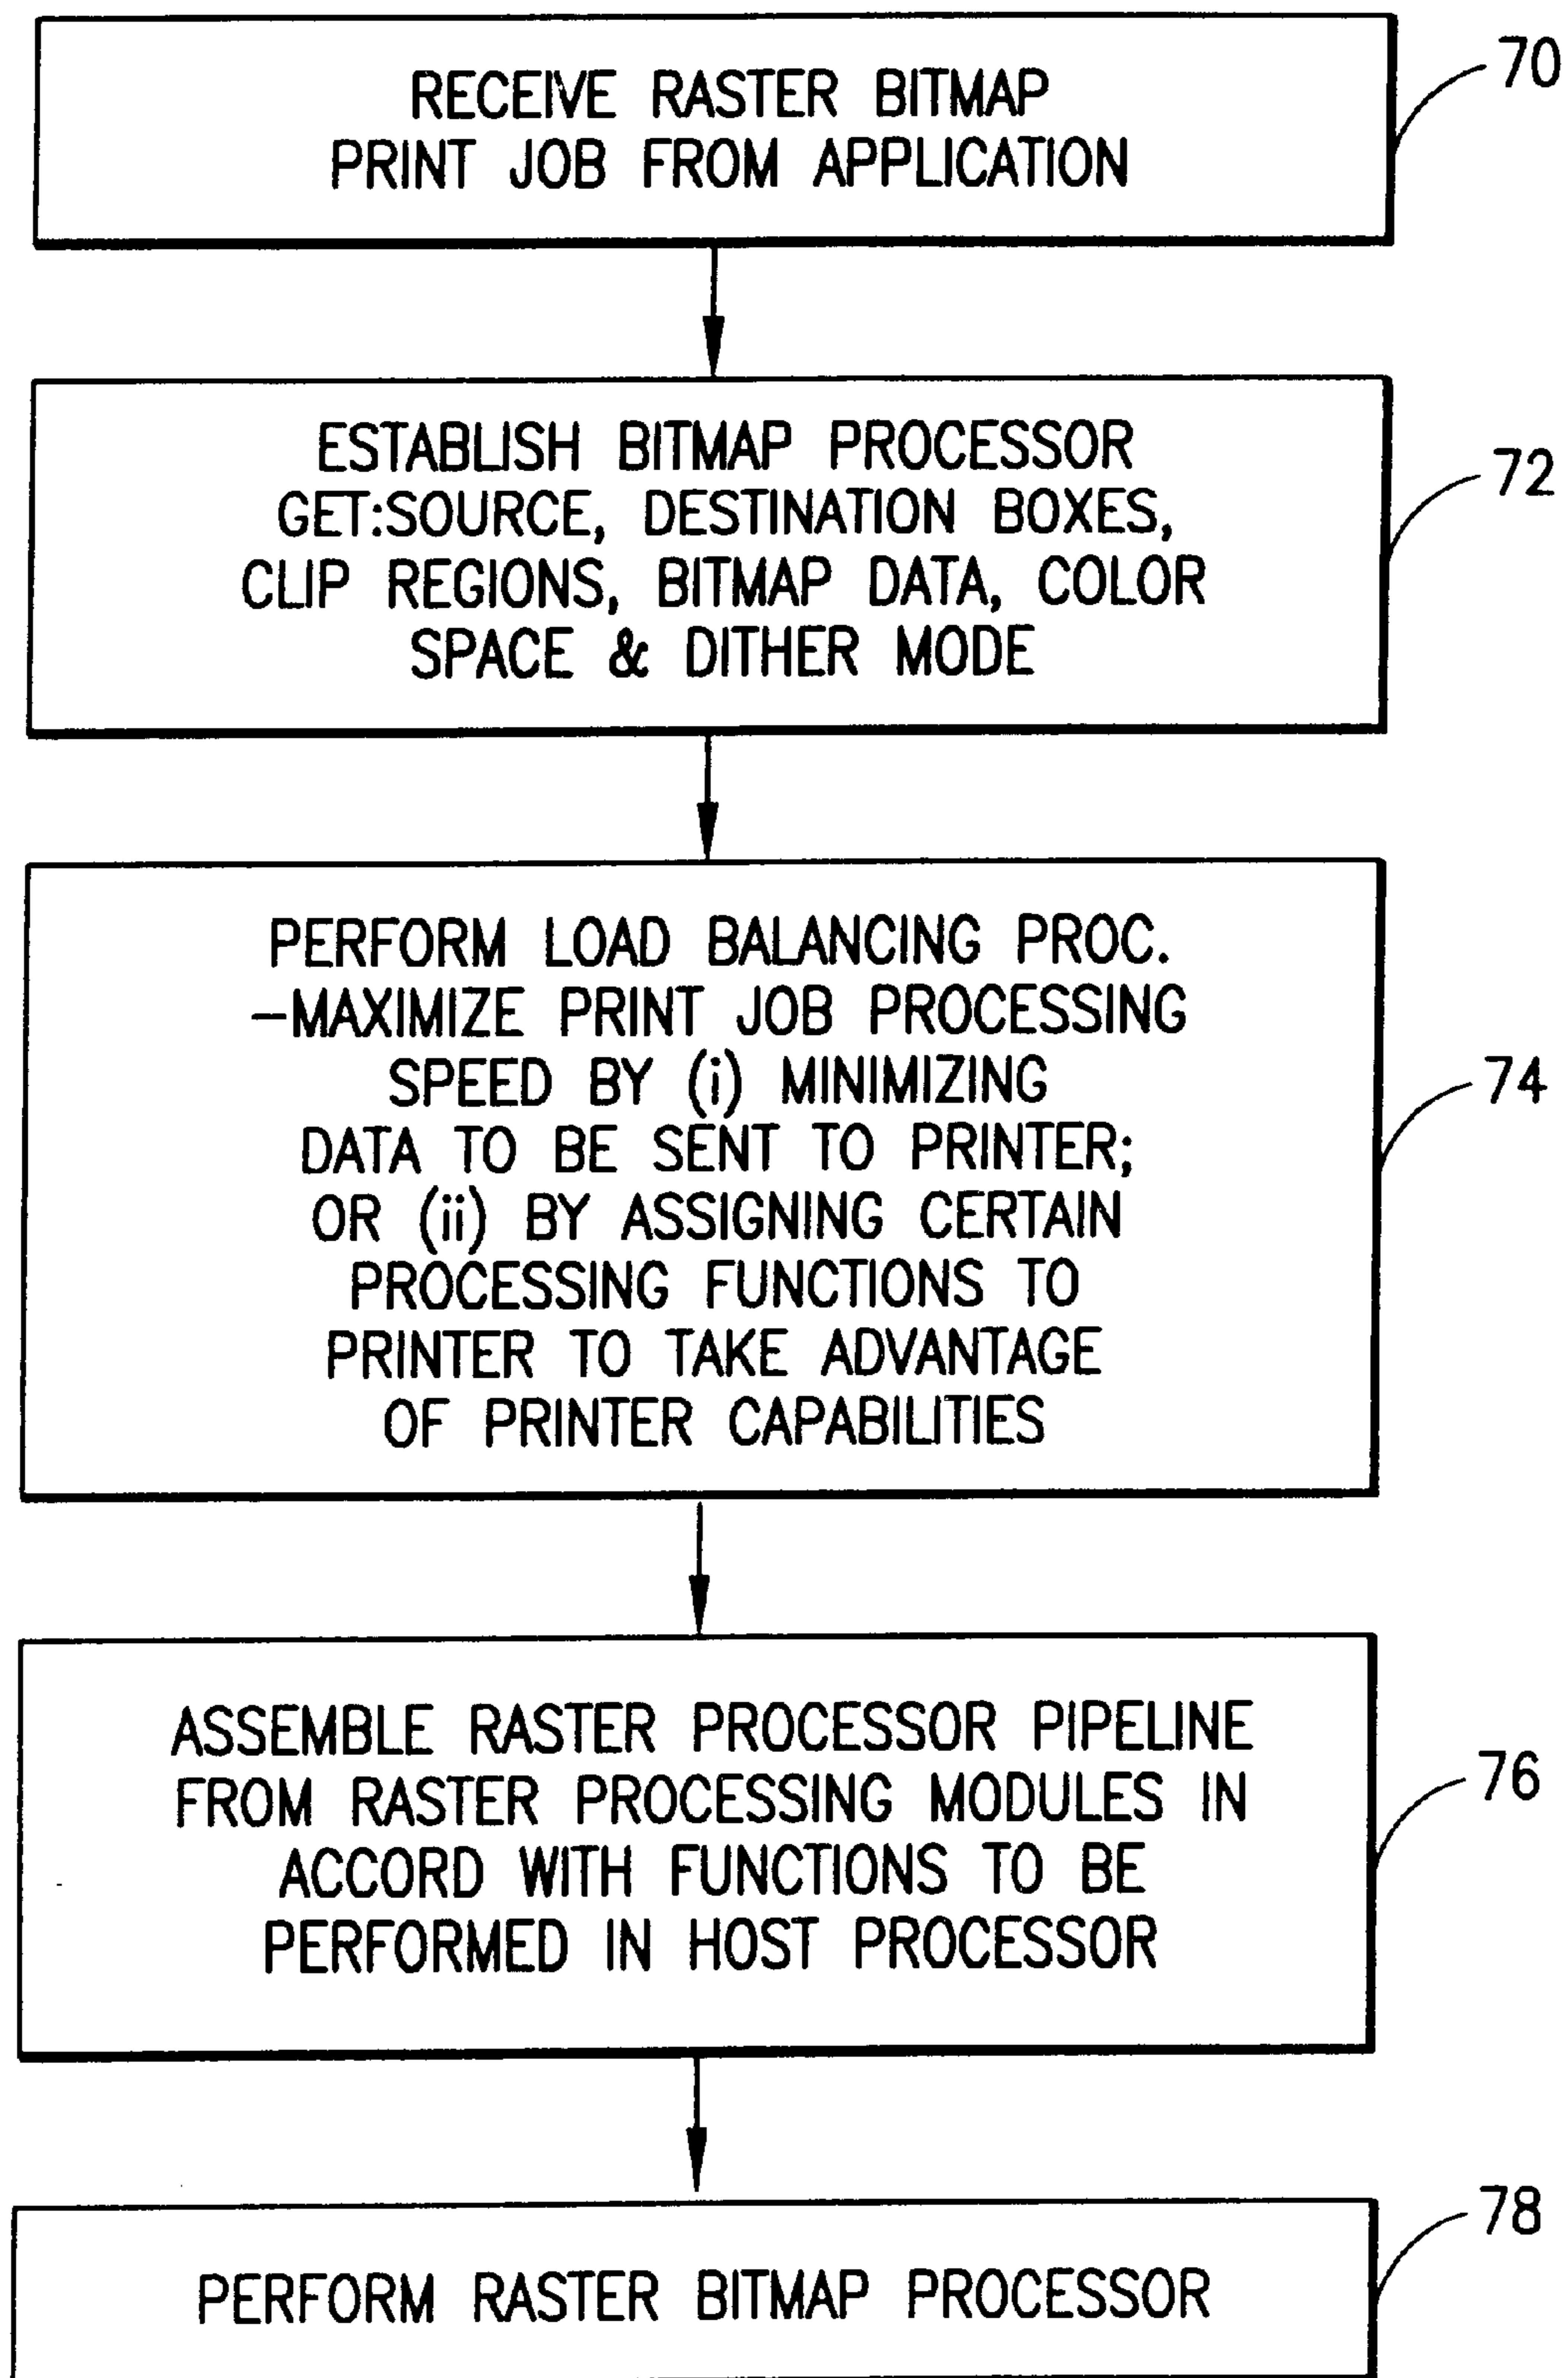 RECEIVE RASTER BITMAP
PRINT JOB FROM APPLICATION
70
ESTABLISH BITMAP PROCESSOR
GET:SOURCE, DESTINATION BOXES,
CLIP REGIONS, BITMAP DATA, COLOR
SPACE & DITHER MODE
72
PERFORM LOAD BALANCING PROC.
-MAXIMIZE PRINT JOB PROCESSING
SPEED BY (i) MINIMIZING
DATA TO BE SENT TO PRINTER;
OR (ii) BY ASSIGNING CERTAIN
PROCESSING FUNCTIONS TO
PRINTER TO TAKE ADVANTAGE
OF PRINTER CAPABILITIES
74
ASSEMBLE RASTER PROCESSOR PIPELINE
FROM RASTER PROCESSING MODULES IN
ACCORD WITH FUNCTIONS TO BE
PERFORMED IN HOST PROCESSOR
76
PERFORM RASTER BITMAP PROCESSOR
78